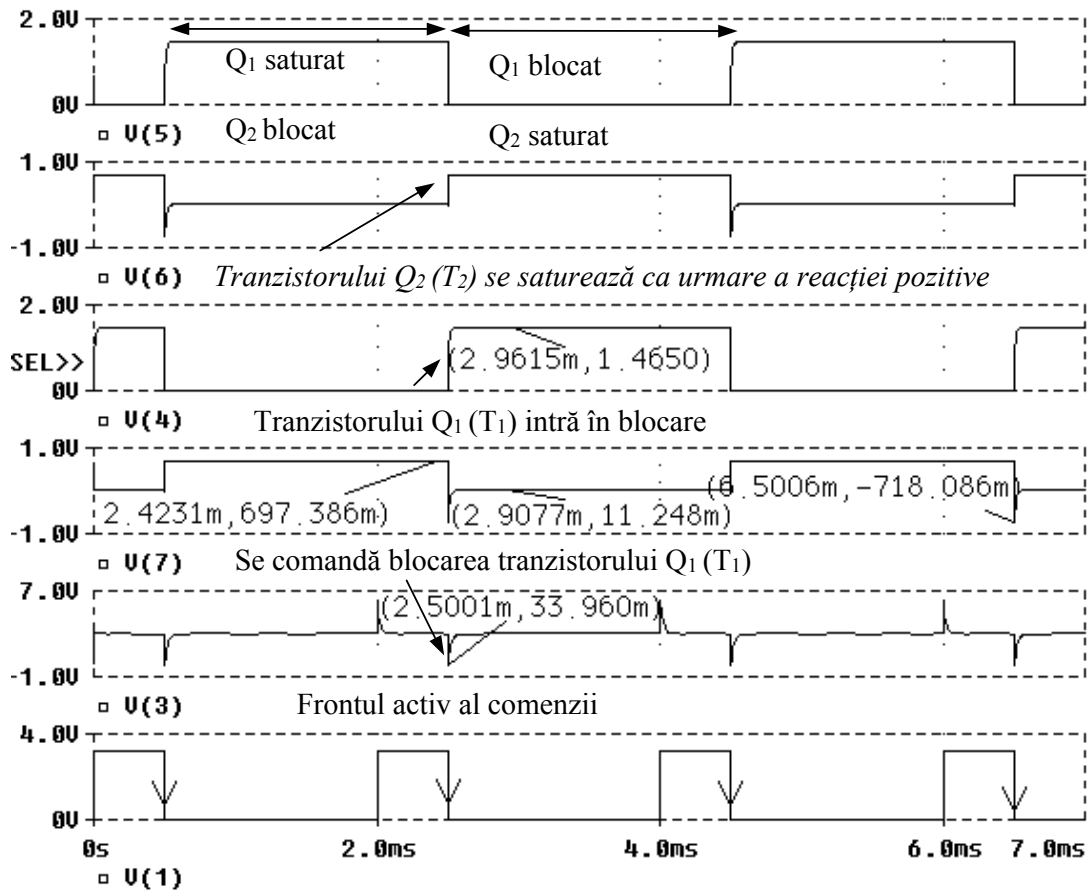 2.0V
Q1 saturat
Q1 blocat
0V
V(5)
Q2 blocat
Q2 saturat
1.0V
-1.0V
V(6)
Tranzistorului Q2 (T2) se saturează ca urmare a reacției pozitive
2.0V
(2.9615m,1.4650)
SEL>>
0V
V(4)
Tranzistorului Q1 (T1) intră în blocare
1.0V
(6.5006m,-718.086m)
2.4231m,697.386m)
(2.9077m,11.248m)
-1.0V
V(7)
Se comandă blocarea tranzistorului Q1 (T1)
7.0V
(2.5001m,33.960m)
-1.0V
V(3)
Frontul activ al comenzii
4.0V
0V
0s
2.0ms
4.0ms
6.0ms
7.0ms
V(1)